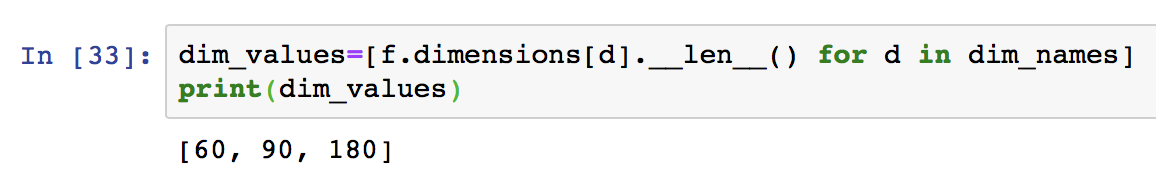 In [33]: dim_values=[f.dimensions[d].__len__() for d in dim_names]
print(dim_values)
[60, 90, 180]